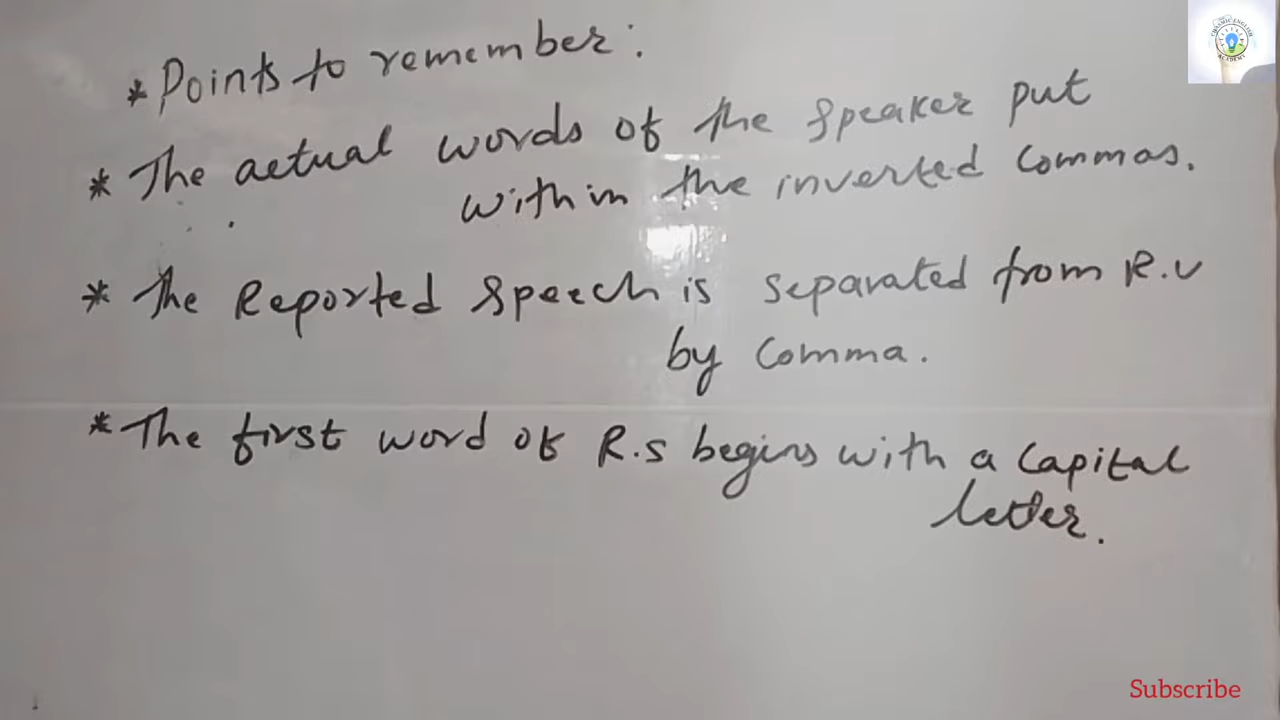 * Points to remember:
* The actual words of the speaker put
within the inverted commas.
* The Reported Speech is separated from R.V
by comma.
* The first word of R.S begins with a capital
letter.
Subscribe